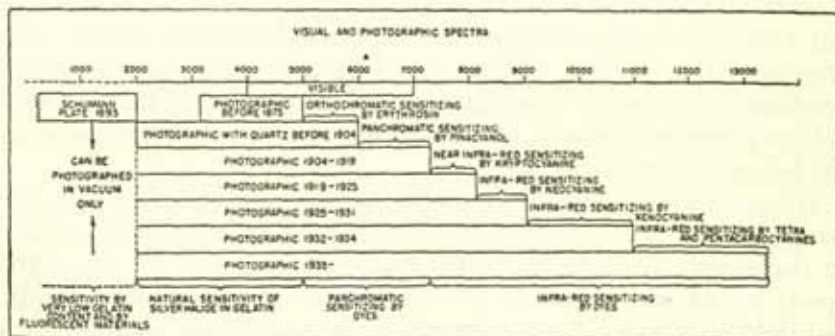 VISUAL AND PHOTOGRAPHIC SPECTRA
1000 2000 3000 4000 5000 6000 7000 8000 9000 10000 11000 12000 13000
VISIBLE
SCHUMANN
PLATE 1893
PHOTOGRAPHIC
BEFORE 1875
ORTHOCHROMATIC SENSITIZING
BY ERYTHROSIN
PHOTOGRAPHIC WITH QUARTZ BEFORE 1904
PANCHROMATIC SENSITIZING
BY PINACYANOL
CAN BE
PHOTOGRAPHED
IN VACUUM
ONLY
PHOTOGRAPHIC 1904-1919
NEAR INFRA-RED SENSITIZING
BY KRYPTOCYANINE
PHOTOGRAPHIC 1919-1925
INFRA-RED SENSITIZING
BY NEOCYANINE
PHOTOGRAPHIC 1925-1931
INFRA-RED SENSITIZING BY
XENOCYANINE
PHOTOGRAPHIC 1932-1934
INFRA-RED SENSITIZING BY TETRA
AND PENTACARBOCYANINES
PHOTOGRAPHIC 1935-
SENSITIVITY BY
VERY LOW GELATIN
CONTENT AND BY
FLUORESCENT MATERIALS
NATURAL SENSITIVITY OF
SILVER HALIDE IN GELATIN
PANCHROMATIC
SENSITIZING BY
DYES
INFRA-RED SENSITIZING
BY DYES